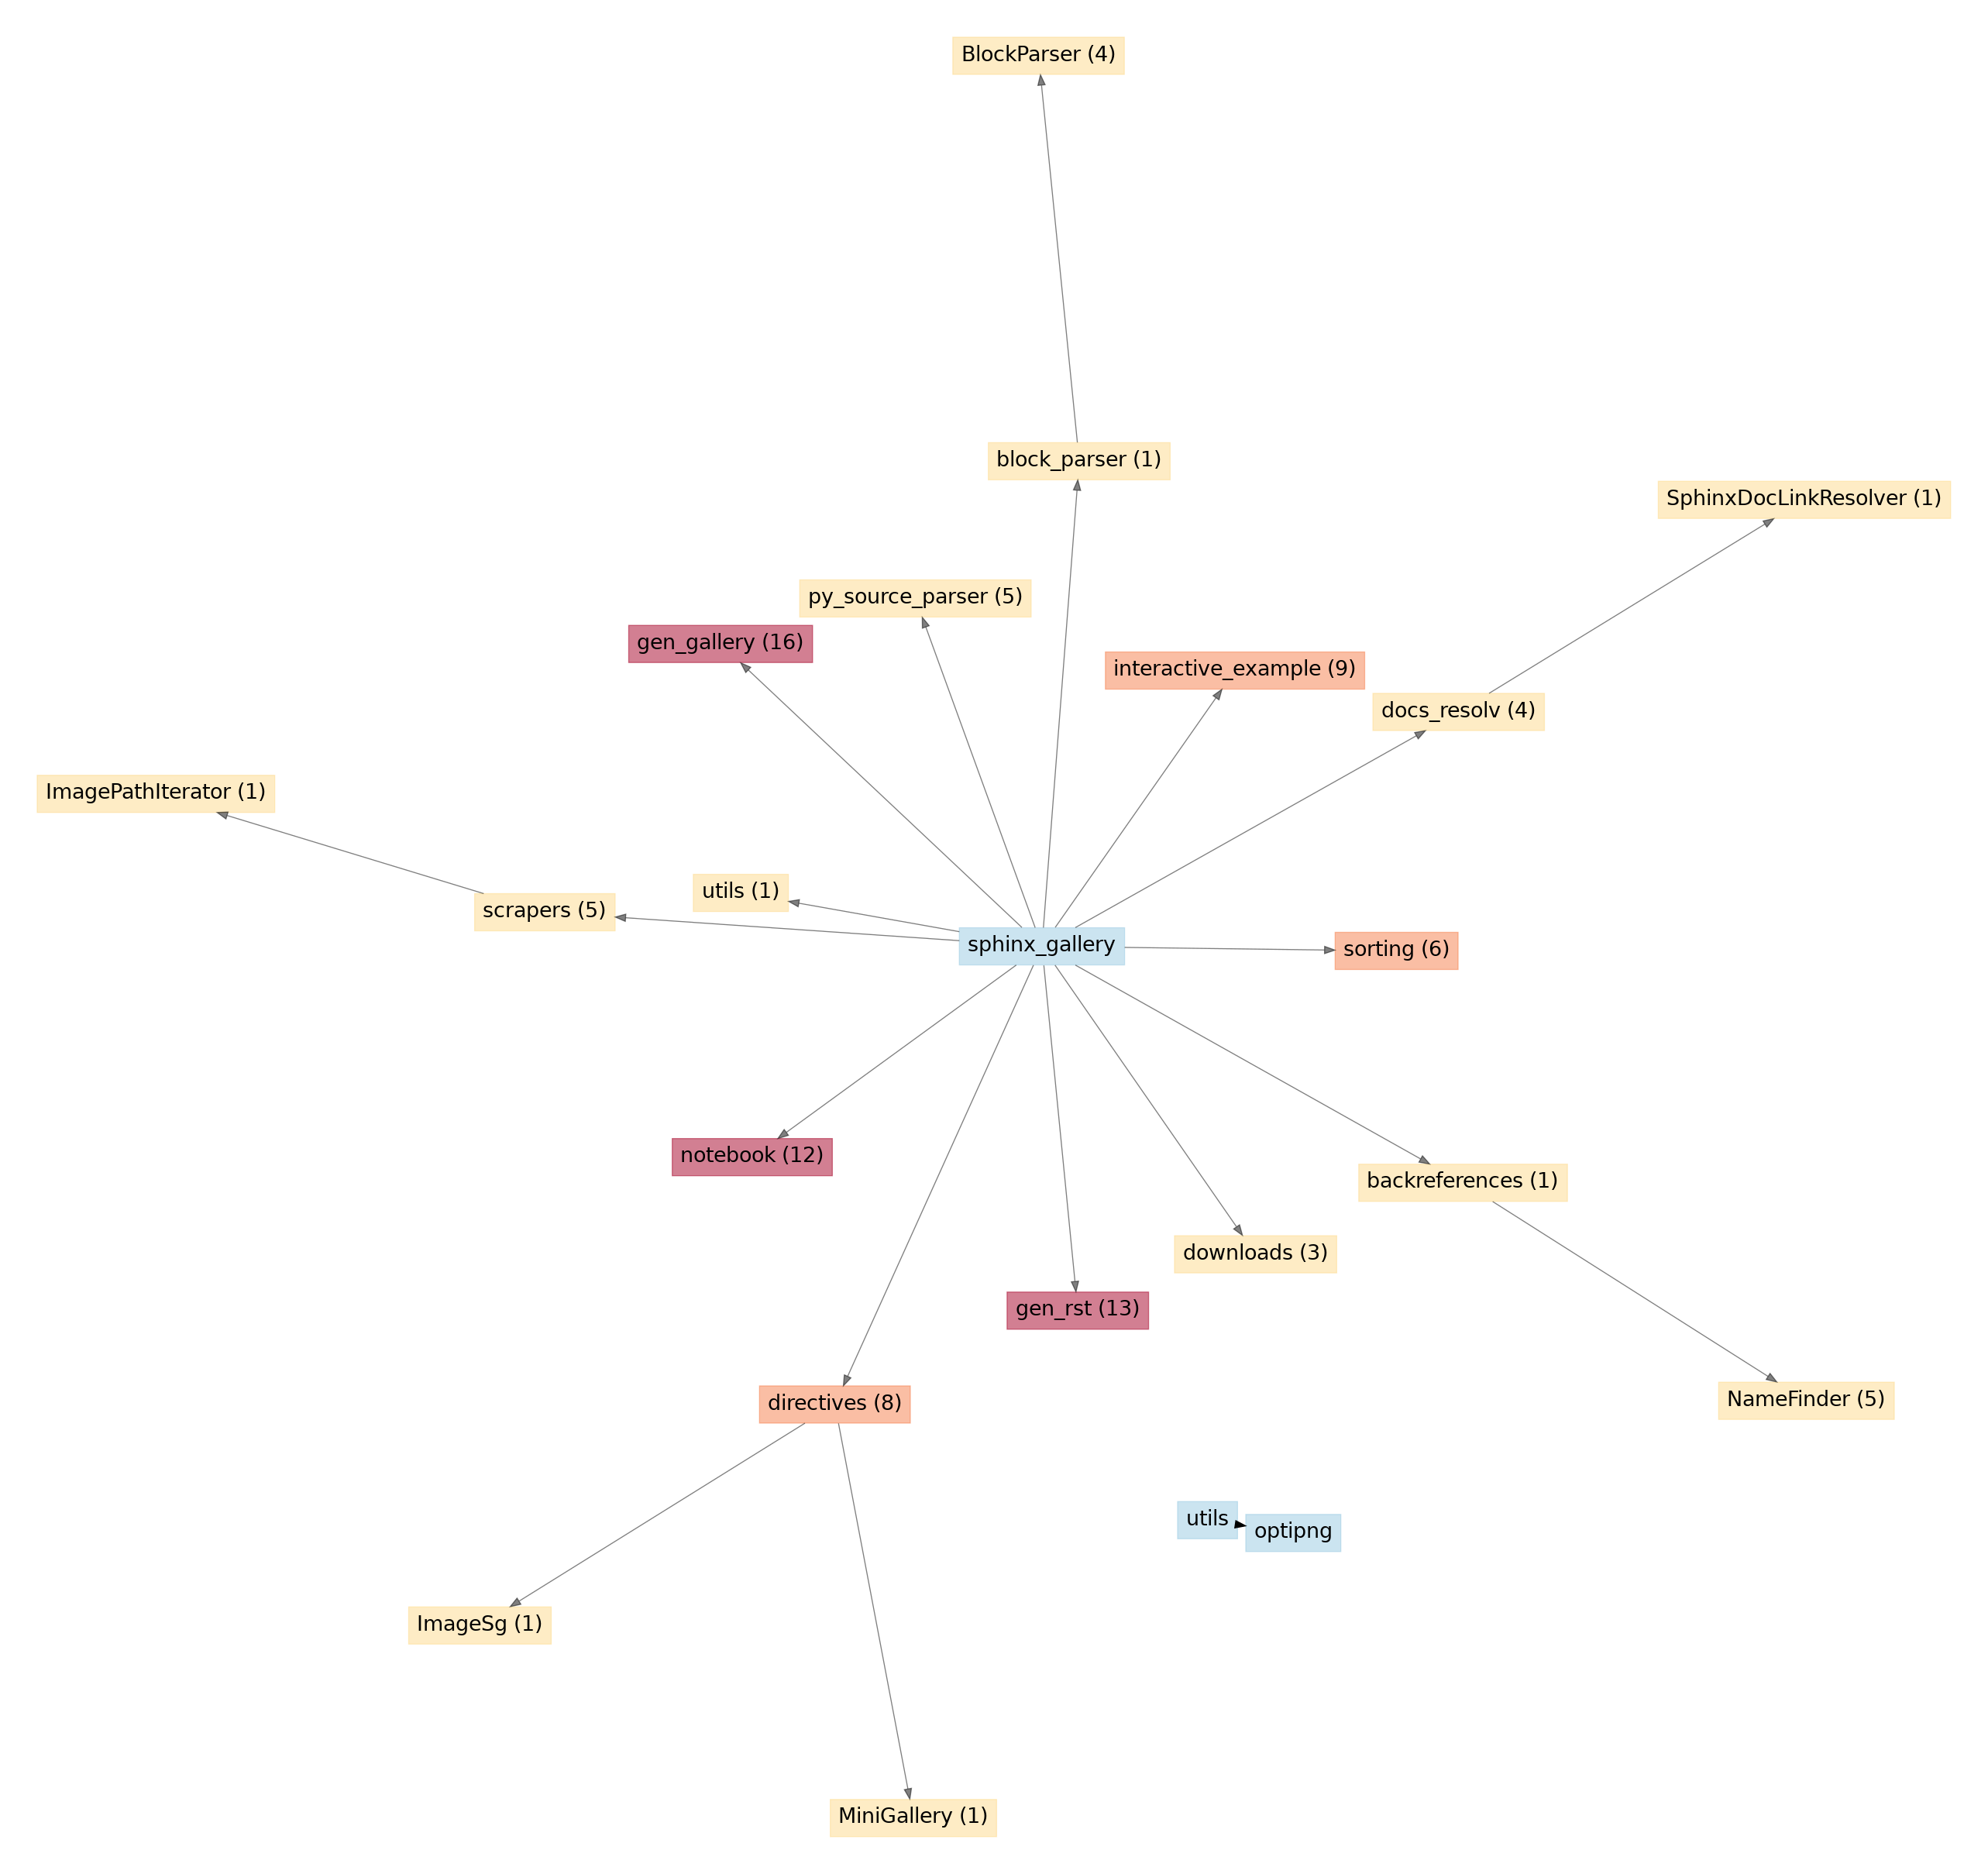 BlockParser (4)
block_parser (1)
SphinxDocLinkResolver (1)
py_source_parser (5)
gen_gallery (16)
interactive_example (9)
docs_resolv (4)
ImagePathIterator (1)
utils (1)
scrapers (5)
sphinx_gallery
sorting (6)
notebook (12)
backreferences (1)
downloads (3)
gen_rst (13)
directives (8)
NameFinder (5)
utils
optipng
ImageSg (1)
MiniGallery (1)